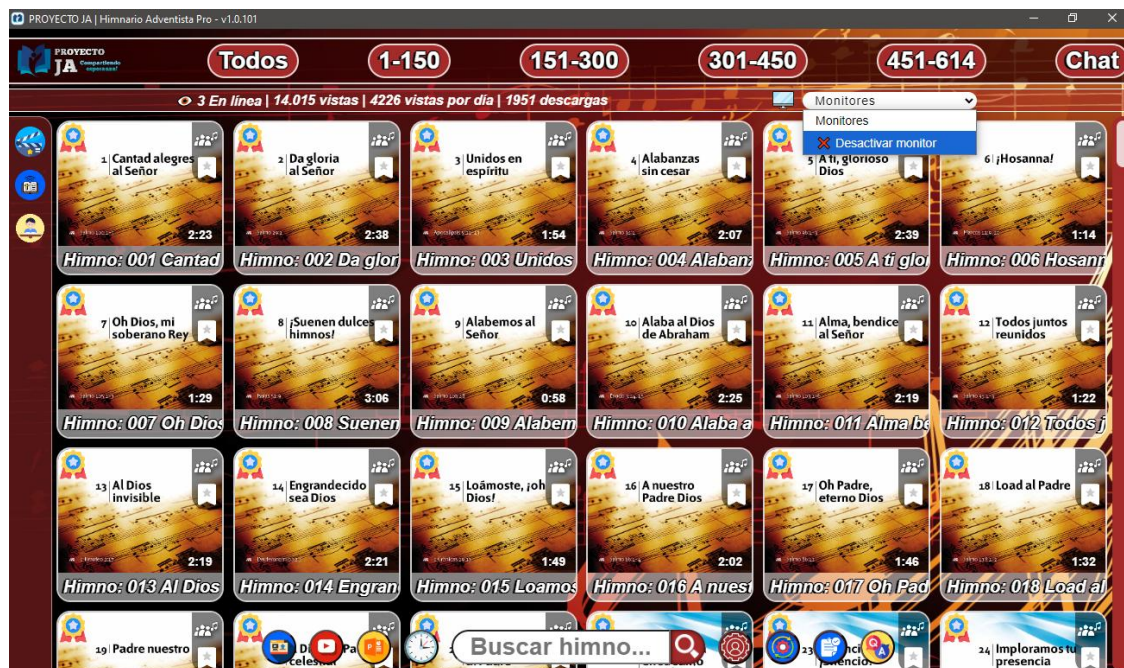 PROYECTO JA | Himnario Adventista Pro - v1.0.101
PROYECTO
JA Compartiendo
esperanza!
Todos
1-150
151-300
301-450
451-614
Chat
3 En línea | 14.015 vistas | 4226 vistas por día | 1951 descargas
Monitores
Monitores
Desactivar monitor
1 Cantad alegres
al Señor
2:23
Himno: 001 Cantad
2 Da gloria
al Señor
2:38
Himno: 002 Da glor
3 Unidos en
espíritu
1:54
Himno: 003 Unidos
4 Alabanzas
sin cesar
2:07
Himno: 004 Alaban
5 A ti, glorioso
Dios
2:39
Himno: 005 A ti glo
6 ¡Hosanna!
1:14
Himno: 006 Hosann
7 Oh Dios, mi
soberano Rey
1:29
Himno: 007 Oh Dios
8 ¡Suenen dulces
himnos!
3:06
Himno: 008 Suenen
9 Alabemos al
Señor
0:58
Himno: 009 Alabem
10 Alaba al Dios
de Abraham
2:25
Himno: 010 Alaba a
11 Alma, bendice
al Señor
2:19
Himno: 011 Alma be
12 Todos juntos
reunidos
1:22
Himno: 012 Todos j
13 Al Dios
invisible
2:19
Himno: 013 Al Dios
14 Engrandecido
sea Dios
2:21
Himno: 014 Engran
15 Loámoste, ¡oh
Dios!
1:49
Himno: 015 Loamos
16 A nuestro
Padre Dios
2:02
Himno: 016 A nuest
17 Oh Padre,
eterno Dios
1:46
Himno: 017 Oh Pad
18 Load al Padre
1:32
Himno: 018 Load al
19 Padre nuestro
24 Imploramos tu
presencia
Buscar himno...